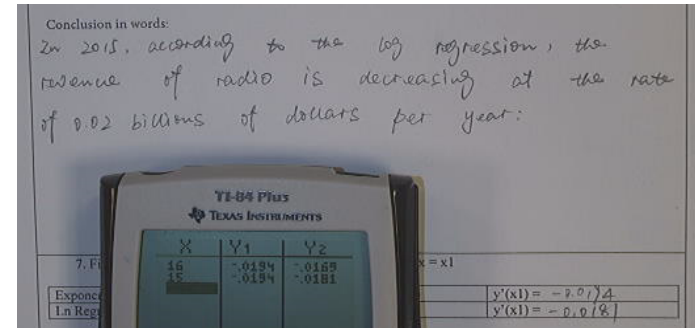 Conclusion in words:
In 2015, according to the log regression, the
revenue of radio is decreasing at the rate
of 0.02 billions of dollars per year.
TI-84 Plus
TEXAS INSTRUMENTS
X Y1 Y2
16 -.0194 -.0169
15 -.0194 -.0181
7. Fi x = x1
Expone y'(x1) = -0.0194
Ln Reg y'(x1) = -0.0181